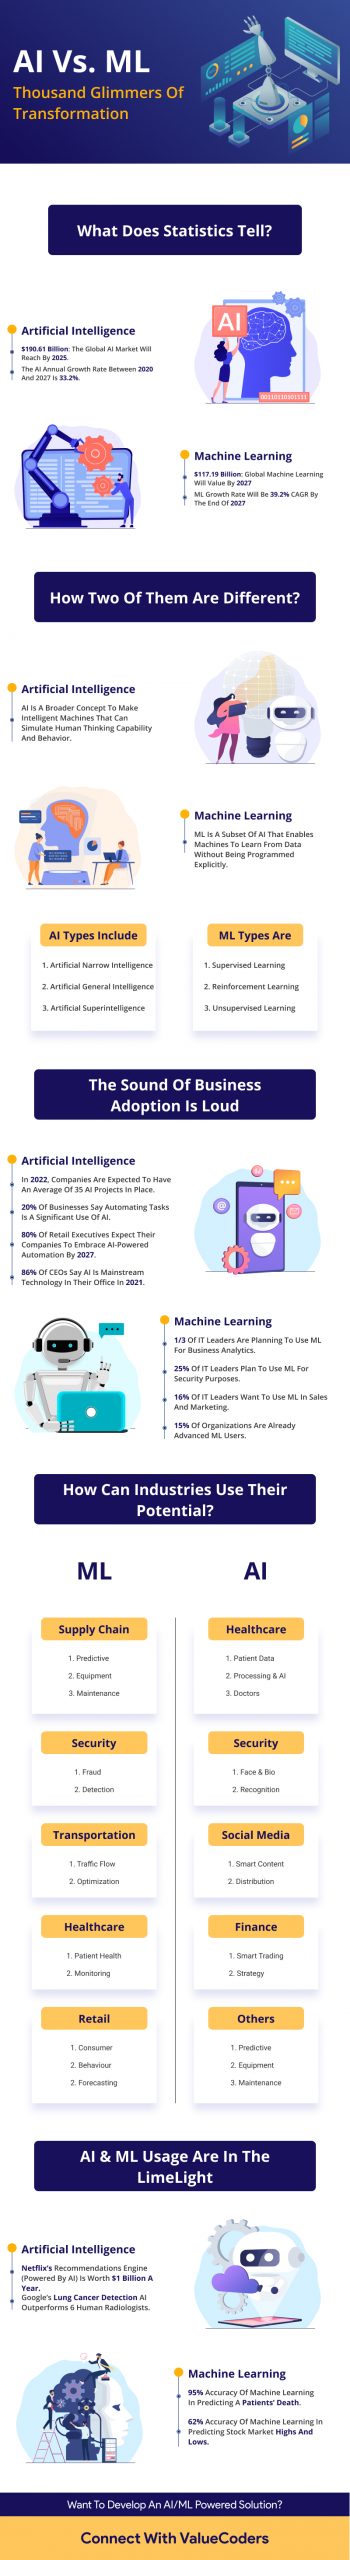 AI Vs. ML
Thousand Glimmers Of
Transformation
What Does Statistics Tell?
Artificial Intelligence
$190.61 Billion: The Global AI Market Will
Reach By 2025.
The AI Annual Growth Rate Between 2020
And 2027 Is 33.2%.
AI
00110110101111
Machine Learning
$117.19 Billion: Global Machine Learning
Will Value By 2027
ML Growth Rate Will Be 39.2% CAGR By
The End Of 2027
How Two Of Them Are Different?
Artificial Intelligence
AI Is A Broader Concept To Make
Intelligent Machines That Can
Simulate Human Thinking Capability
And Behavior.
Machine Learning
ML Is A Subset Of AI That Enables
Machines To Learn From Data
Without Being Programmed
Explicitly.
AI Types Include
1. Artificial Narrow Intelligence
2. Artificial General Intelligence
3. Artificial Superintelligence
ML Types Are
1. Supervised Learning
2. Reinforcement Learning
3. Unsupervised Learning
The Sound Of Business
Adoption Is Loud
Artificial Intelligence
In 2022, Companies Are Expected To Have
An Average Of 35 AI Projects In Place.
20% Of Businesses Say Automating Tasks
Is A Significant Use Of AI.
80% Of Retail Executives Expect Their
Companies To Embrace AI-Powered
Automation By 2027.
86% Of CEOs Say AI Is Mainstream
Technology In Their Office In 2021.
@
Machine Learning
1/3 Of IT Leaders Are Planning To Use ML
For Business Analytics.
25% Of IT Leaders Plan To Use ML For
Security Purposes.
16% Of IT Leaders Want To Use ML In Sales
And Marketing.
15% Of Organizations Are Already
Advanced ML Users.
How Can Industries Use Their
Potential?
ML
Supply Chain
1. Predictive
2. Equipment
3. Maintenance
Security
1. Fraud
2. Detection
Transportation
1. Traffic Flow
2. Optimization
Healthcare
1. Patient Health
2. Monitoring
Retail
1. Consumer
2. Behaviour
2. Forecasting
AI
Healthcare
1. Patient Data
2. Processing & AI
3. Doctors
Security
1. Face & Bio
2. Recognition
Social Media
1. Smart Content
2. Distribution
Finance
1. Smart Trading
2. Strategy
Others
1. Predictive
2. Equipment
3. Maintenance
AI & ML Usage Are In The
LimeLight
Artificial Intelligence
Netflix's Recommendations Engine
(Powered By AI) Is Worth $1 Billion A
Year.
Google's Lung Cancer Detection AI
Outperforms 6 Human Radiologists.
Machine Learning
95% Accuracy Of Machine Learning
In Predicting A Patients' Death.
62% Accuracy Of Machine Learning In
Predicting Stock Market Highs And
Lows.
Want To Develop An AI/ML Powered Solution?
Connect With ValueCoders